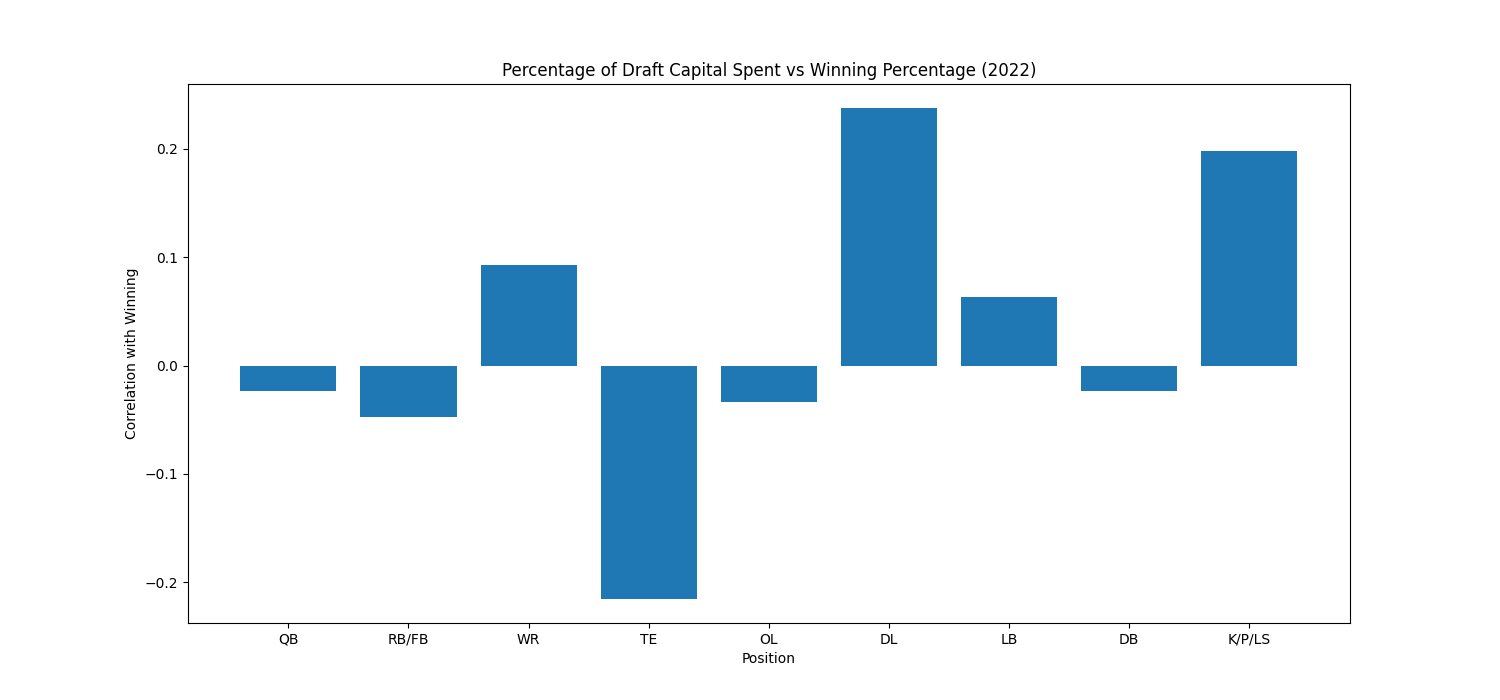 Percentage of Draft Capital Spent vs Winning Percentage (2022)
Correlation with Winning
0.2
0.1
0.0
−0.1
−0.2
QB RB/FB WR TE OL DL LB DB K/P/LS
Position